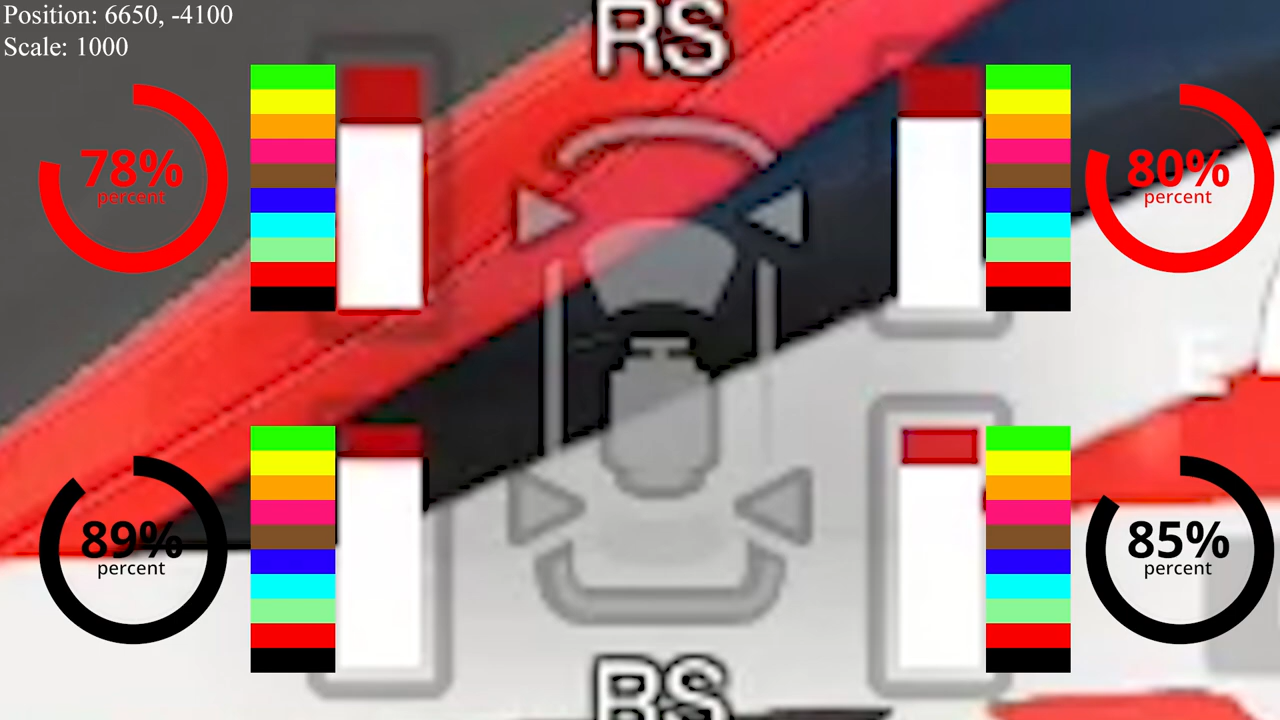 Position: 6650, -4100
Scale: 1000
RS
78%
percent
80%
percent
89%
percent
85%
percent
RS